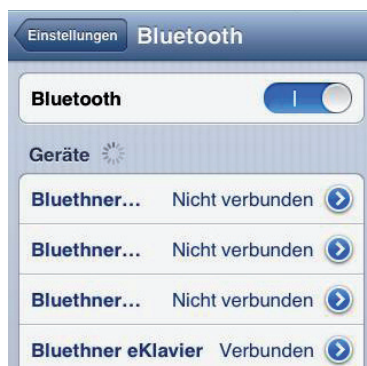 Einstellungen Bluetooth
Bluetooth
Geräte
Bluethner... Nicht verbunden
Bluethner... Nicht verbunden
Bluethner... Nicht verbunden
Bluethner eKlavier Verbunden